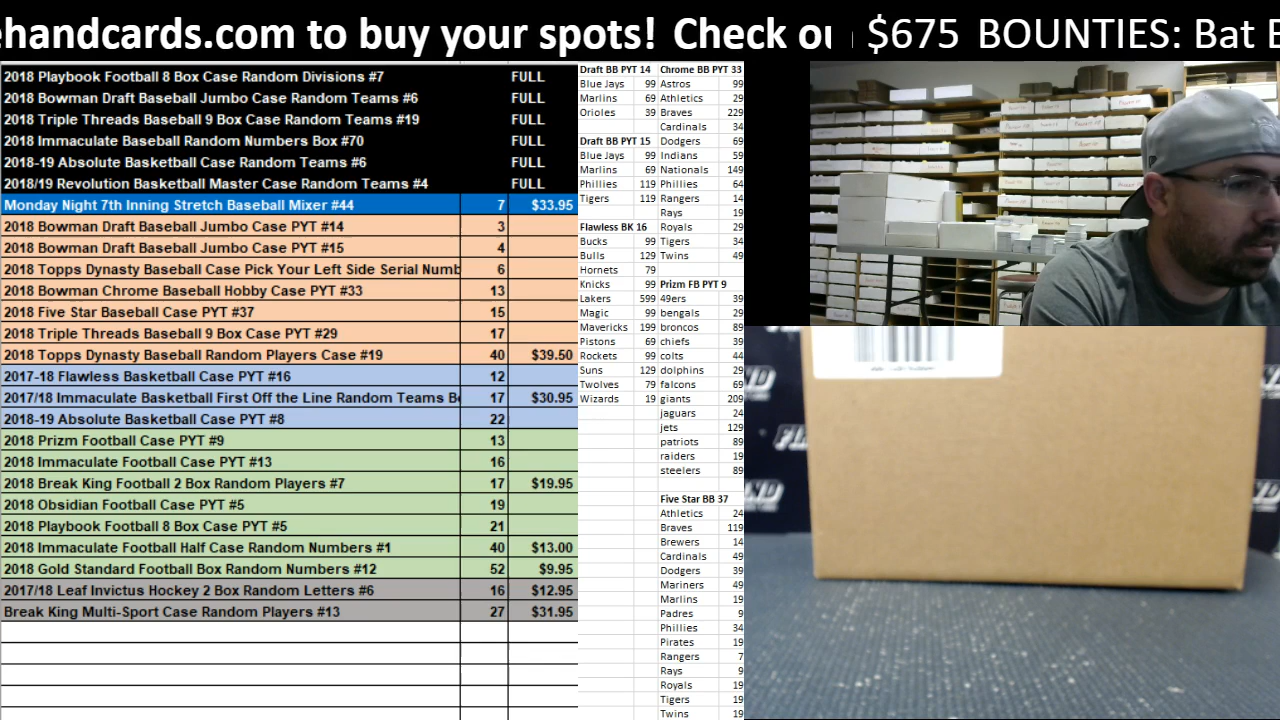 ehandcards.com to buy your spots! Check ou
$675 BOUNTIES: Bat
2018 Playbook Football 8 Box Case Random Divisions #7 FULL
2018 Bowman Draft Baseball Jumbo Case Random Teams #6 FULL
2018 Triple Threads Baseball 9 Box Case Random Teams #19 FULL
2018 Immaculate Baseball Random Numbers Box #70 FULL
2018-19 Absolute Basketball Case Random Teams #6 FULL
2018/19 Revolution Basketball Master Case Random Teams #4 FULL
Monday Night 7th Inning Stretch Baseball Mixer #44 7 $33.95
2018 Bowman Draft Baseball Jumbo Case PYT #14 3
2018 Bowman Draft Baseball Jumbo Case PYT #15 4
2018 Topps Dynasty Baseball Case Pick Your Left Side Serial Numb 6
2018 Bowman Chrome Baseball Hobby Case PYT #33 13
2018 Five Star Baseball Case PYT #37 15
2018 Triple Threads Baseball 9 Box Case PYT #29 17
2018 Topps Dynasty Baseball Random Players Case #19 40 $39.50
2017-18 Flawless Basketball Case PYT #16 12
2017/18 Immaculate Basketball First Off the Line Random Teams Bo 17 $30.95
2018-19 Absolute Basketball Case PYT #8 22
2018 Prizm Football Case PYT #9 13
2018 Immaculate Football Case PYT #13 16
2018 Break King Football 2 Box Random Players #7 17 $19.95
2018 Obsidian Football Case PYT #5 19
2018 Playbook Football 8 Box Case PYT #5 21
2018 Immaculate Football Half Case Random Numbers #1 40 $13.00
2018 Gold Standard Football Box Random Numbers #12 52 $9.95
2017/18 Leaf Invictus Hockey 2 Box Random Letters #6 16 $12.95
Break King Multi-Sport Case Random Players #13 27 $31.95
Draft BB PYT 14
Blue Jays 99
Marlins 69
Orioles 39
Draft BB PYT 15
Blue Jays 99
Marlins 69
Phillies 119
Tigers 119
Flawless BK 16
Bucks 99
Bulls 129
Hornets 79
Knicks 99
Lakers 599
Magic 99
Mavericks 199
Pistons 69
Rockets 99
Suns 129
Twolves 79
Wizards 19
Chrome BB PYT 33
Astros 99
Athletics 29
Braves 229
Cardinals 34
Dodgers 69
Indians 59
Nationals 149
Phillies 64
Rangers 14
Rays 19
Royals 29
Tigers 34
Twins 49
Prizm FB PYT 9
49ers 39
bengals 29
broncos 89
chiefs 39
colts 44
dolphins 29
falcons 69
giants 209
jaguars 24
jets 129
patriots 89
raiders 19
steelers 89
Five Star BB 37
Athletics 24
Braves 119
Brewers 14
Cardinals 49
Dodgers 39
Mariners 49
Marlins 19
Padres 9
Phillies 34
Pirates 19
Rangers 7
Rays 9
Royals 19
Tigers 19
Twins 19